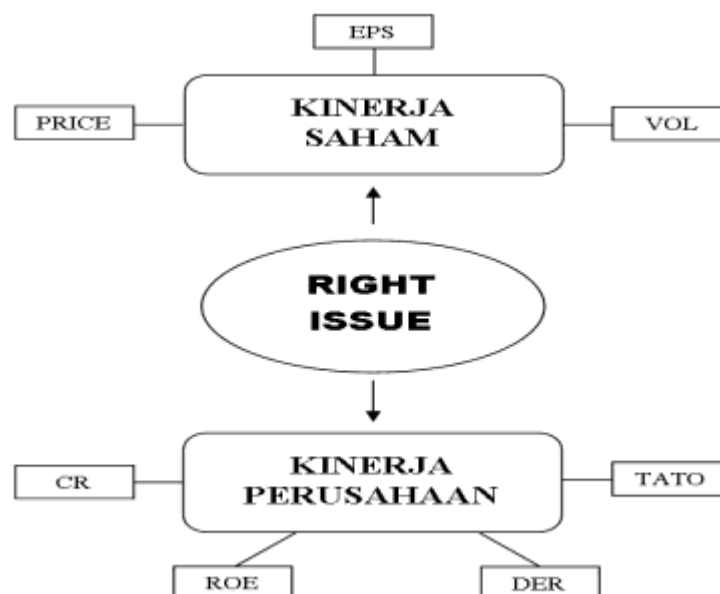 EPS
KINERJA
SAHAM
PRICE
VOL
RIGHT
ISSUE
KINERJA
PERUSAHAAN
CR
TATO
ROE
DER